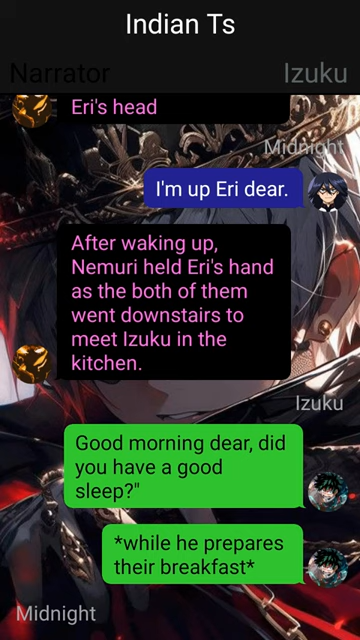 Indian Ts
Narrator
Izuku
Eri's head
Midnight
I'm up Eri dear.
After waking up,
Nemuri held Eri's hand
as the both of them
went downstairs to
meet Izuku in the
kitchen.
Izuku
Good morning dear, did
you have a good
sleep?"
*while he prepares
their breakfast*
Midnight